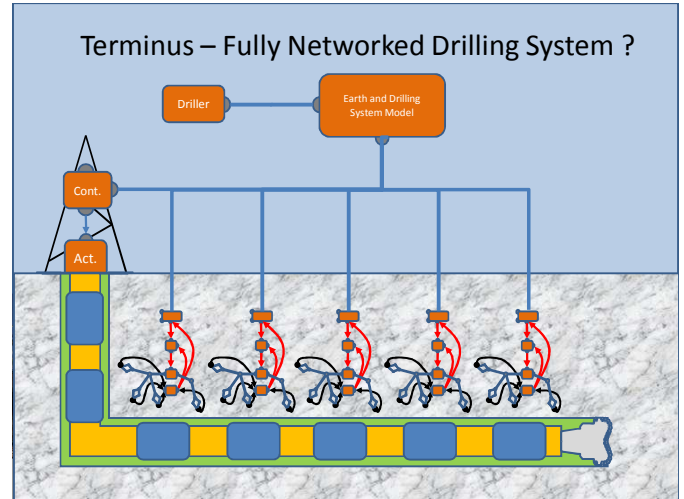 Terminus – Fully Networked Drilling System ?
Driller
Earth and Drilling
System Model
Cont.
Act.